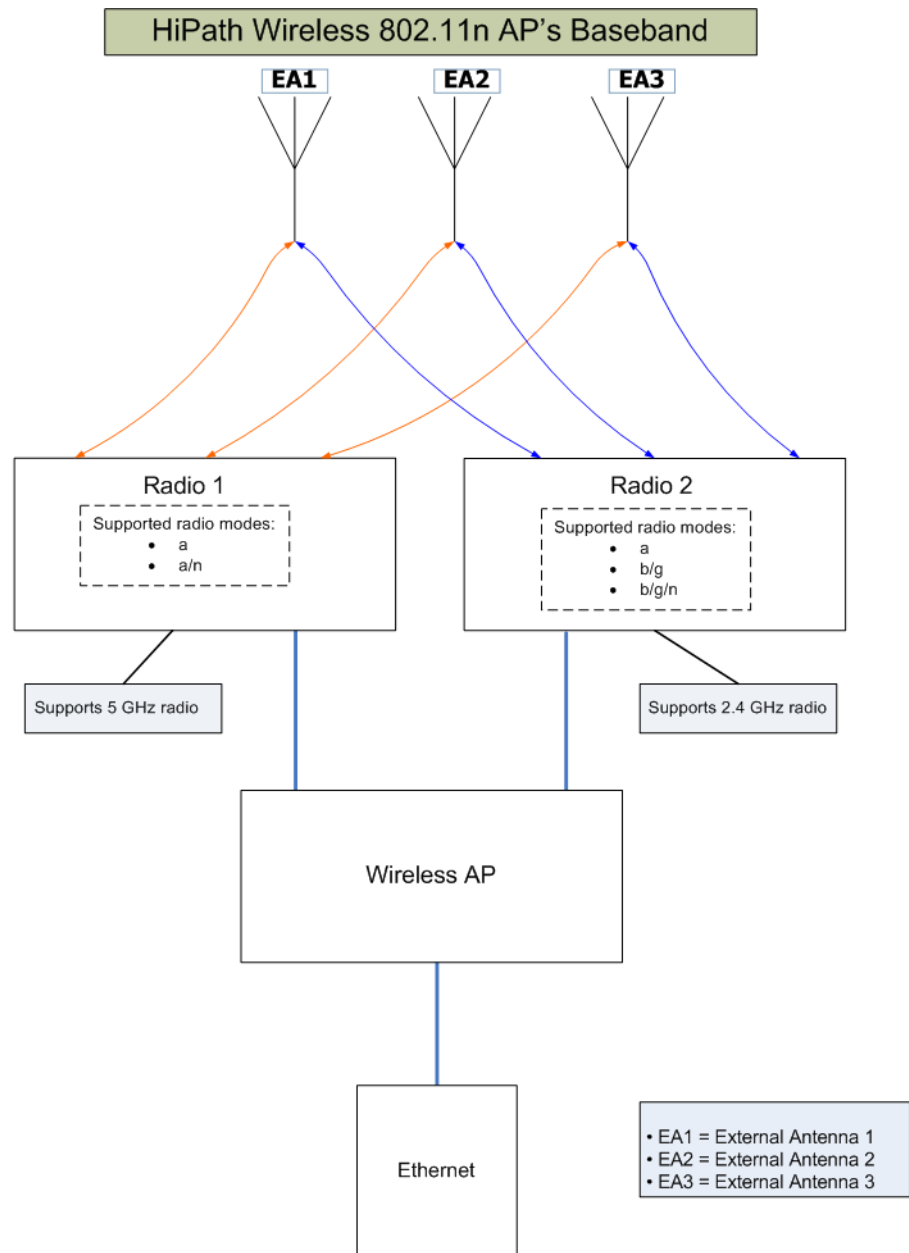 HiPath Wireless 802.11n AP's Baseband
EA1
EA2
EA3
Radio 1
Supported radio modes:
• a
• a/n
Radio 2
Supported radio modes:
• a
• b/g
• b/g/n
Supports 5 GHz radio
Supports 2.4 GHz radio
Wireless AP
Ethernet
• EA1 = External Antenna 1
• EA2 = External Antenna 2
• EA3 = External Antenna 3